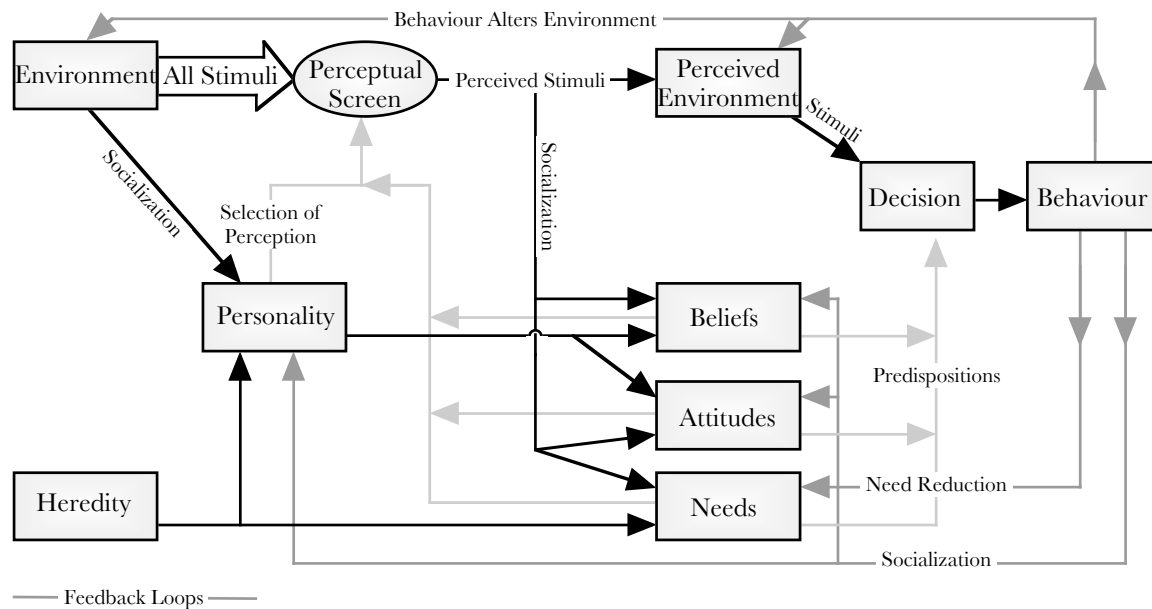 Behaviour Alters Environment
Environment
All Stimuli
Perceptual
Screen
Perceived Stimuli
Perceived
Environment
Stimuli
Socialization
Socialization
Decision
Behaviour
Selection of
Perception
Personality
Beliefs
Predispositions
Attitudes
Heredity
Needs
Need Reduction
Socialization
Feedback Loops